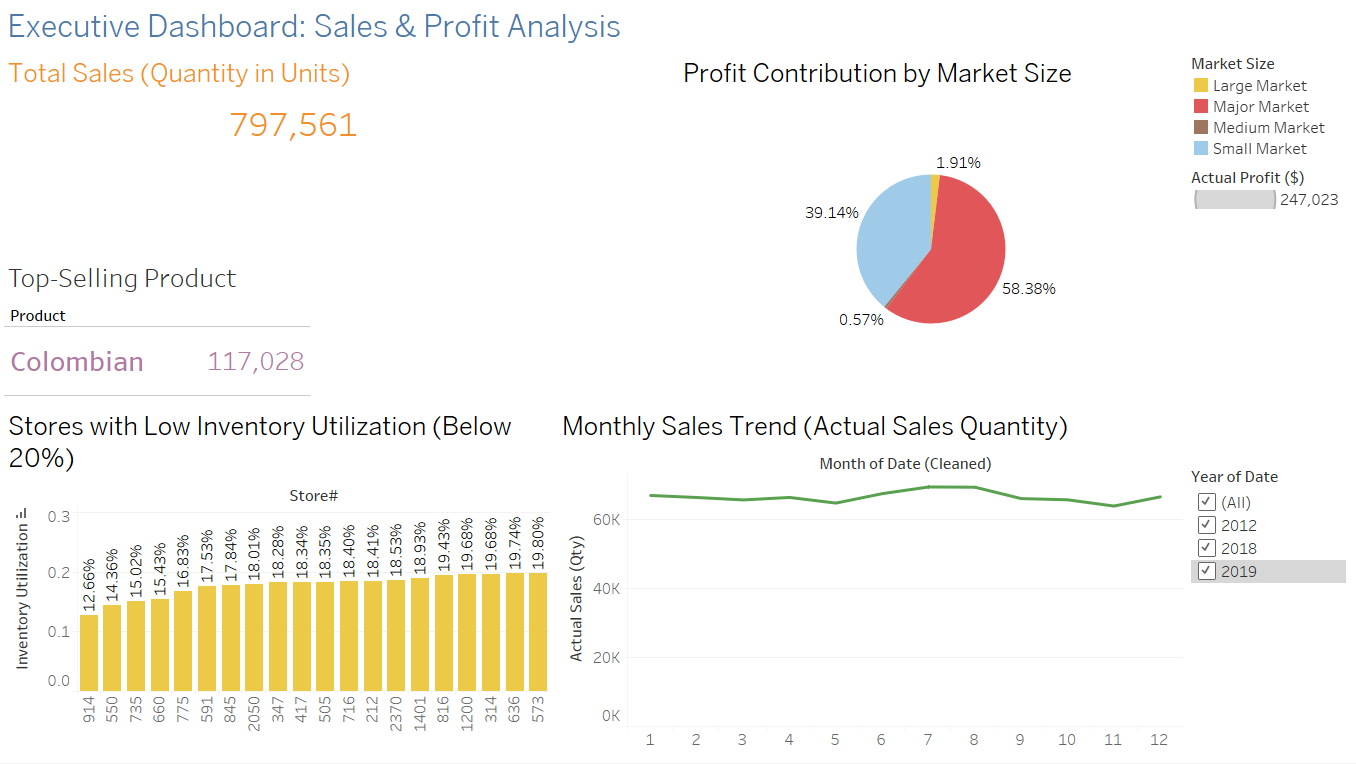 Executive Dashboard: Sales & Profit Analysis
Total Sales (Quantity in Units)
797,561
Top-Selling Product
Product
Colombian 117,028
Profit Contribution by Market Size
1.91%
39.14%
58.38%
0.57%
Market Size
Large Market
Major Market
Medium Market
Small Market
Actual Profit ($)
247,023
Stores with Low Inventory Utilization (Below
20%)
Store#
Inventory Utilization
0.3
0.2
0.1
0.0
12.66% 14.36% 15.02% 15.43% 16.83% 17.53% 17.84% 18.01% 18.28% 18.34% 18.35% 18.40% 18.41% 18.53% 18.93% 19.43% 19.68% 19.68% 19.74% 19.80%
914 550 735 660 775 591 845 2050 347 417 505 716 212 2370 1401 816 1200 314 636 573
Monthly Sales Trend (Actual Sales Quantity)
Month of Date (Cleaned)
Actual Sales (Qty)
60K
40K
20K
0K
1 2 3 4 5 6 7 8 9 10 11 12
Year of Date
(All)
2012
2018
2019